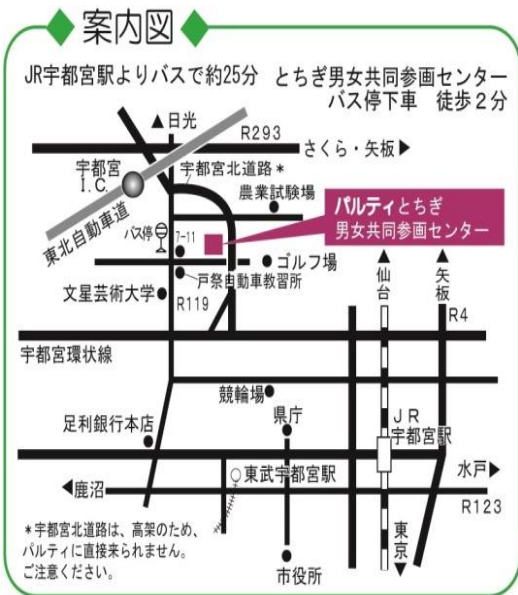 案内図
JR宇都宮駅よりバスで約25分 とちぎ男女共同参画センター
バス停下車 徒歩2分
▲日光
R293
さくら・矢板▶
宇都宮
I.C.
宇都宮北道路*
農業試験場
東北自動車道
バス停
7-11
パルティとちぎ
男女共同参画センター
ゴルフ場
戸祭自動車教習所
文星芸術大学
R119
▲仙台
▲矢板
R4
宇都宮環状線
競輪場
県庁
足利銀行本店
JR
宇都宮駅
東武宇都宮駅
水戸▶
◀鹿沼
R123
*宇都宮北道路は、高架のため、
パルティに直接来られません。
ご注意ください。
市役所
東京▼